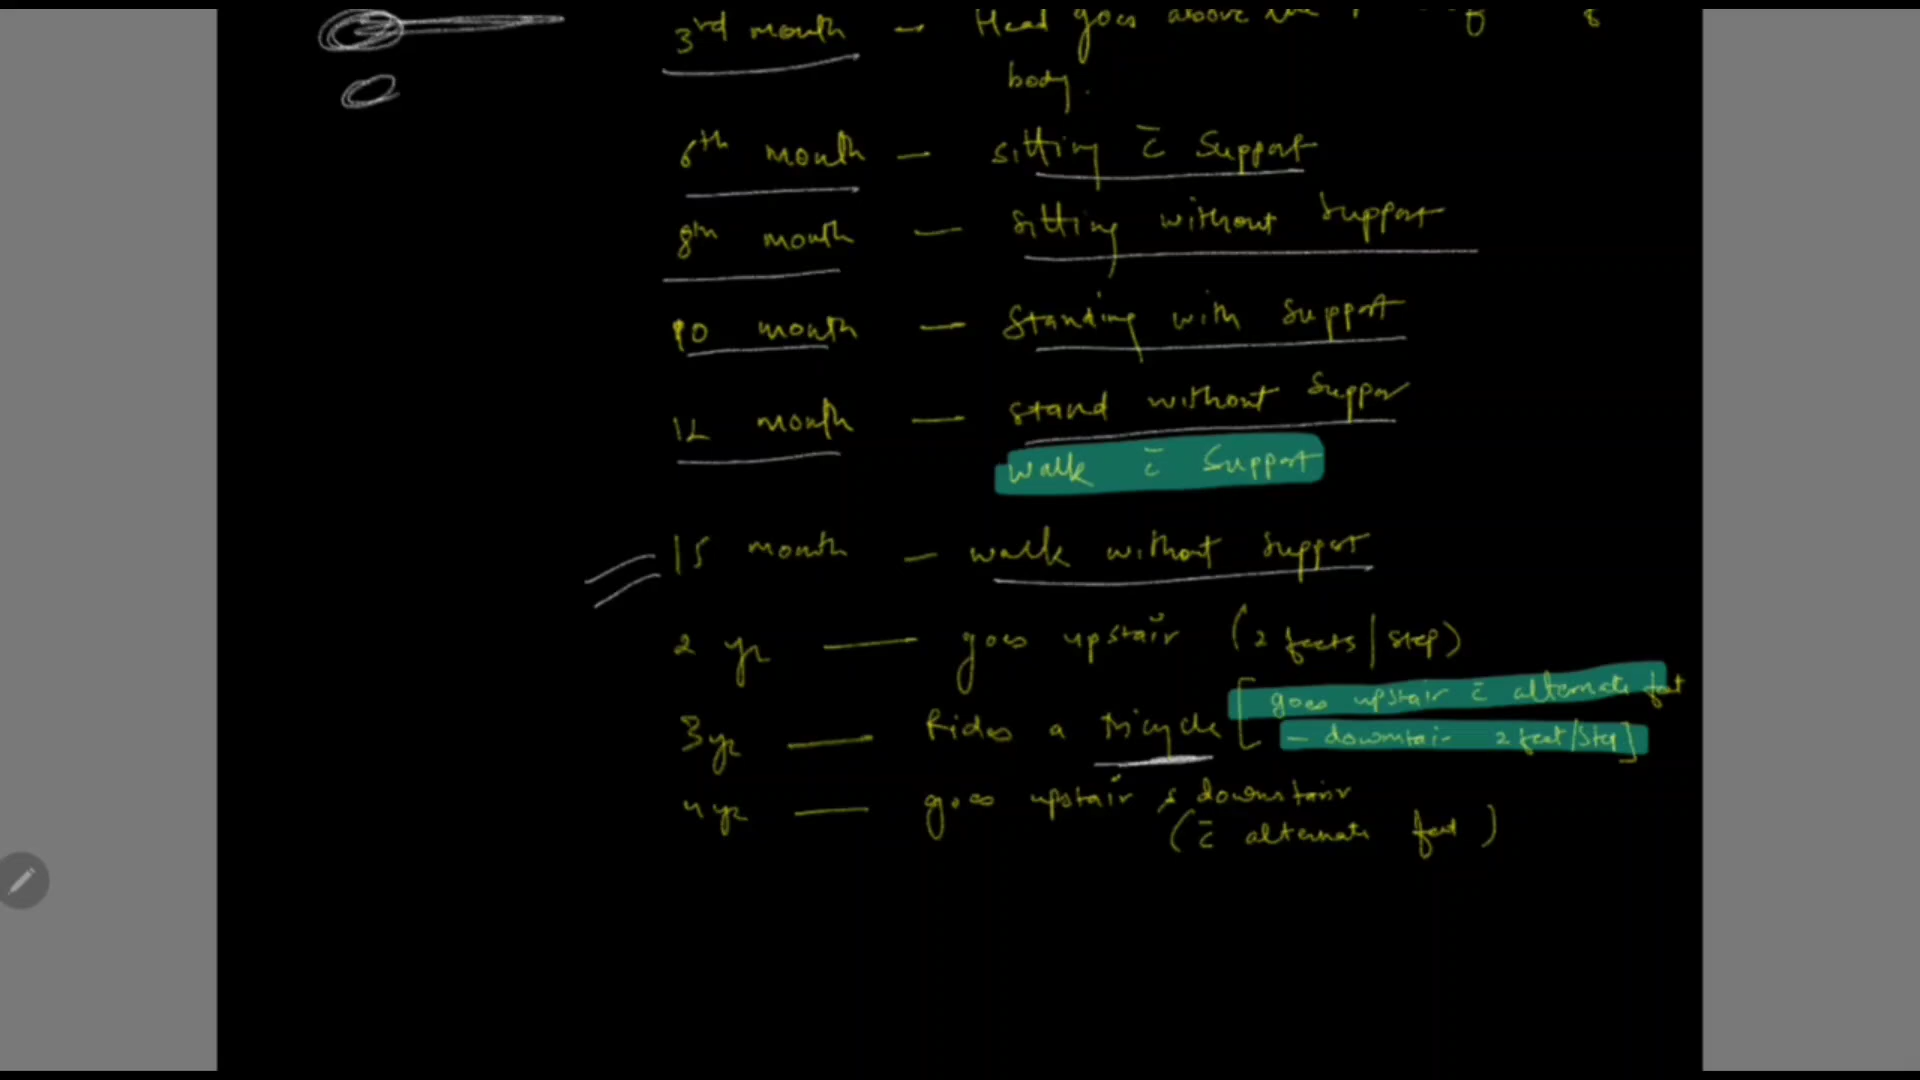 3rd month — Head goes above the
body.
6th month — sitting c̄ support
8th month — sitting without support
10 month — Standing with support
12 month — stand without suppor
walk c̄ support
15 month — walk without support
2 yr — goes upstair (2 feets/step)
3 yr — Rides a tricycle [goes upstair c̄ alternate feet
— downstair 2 feet/step]
4 yr — goes upstair & downstair
(c̄ alternate feet)